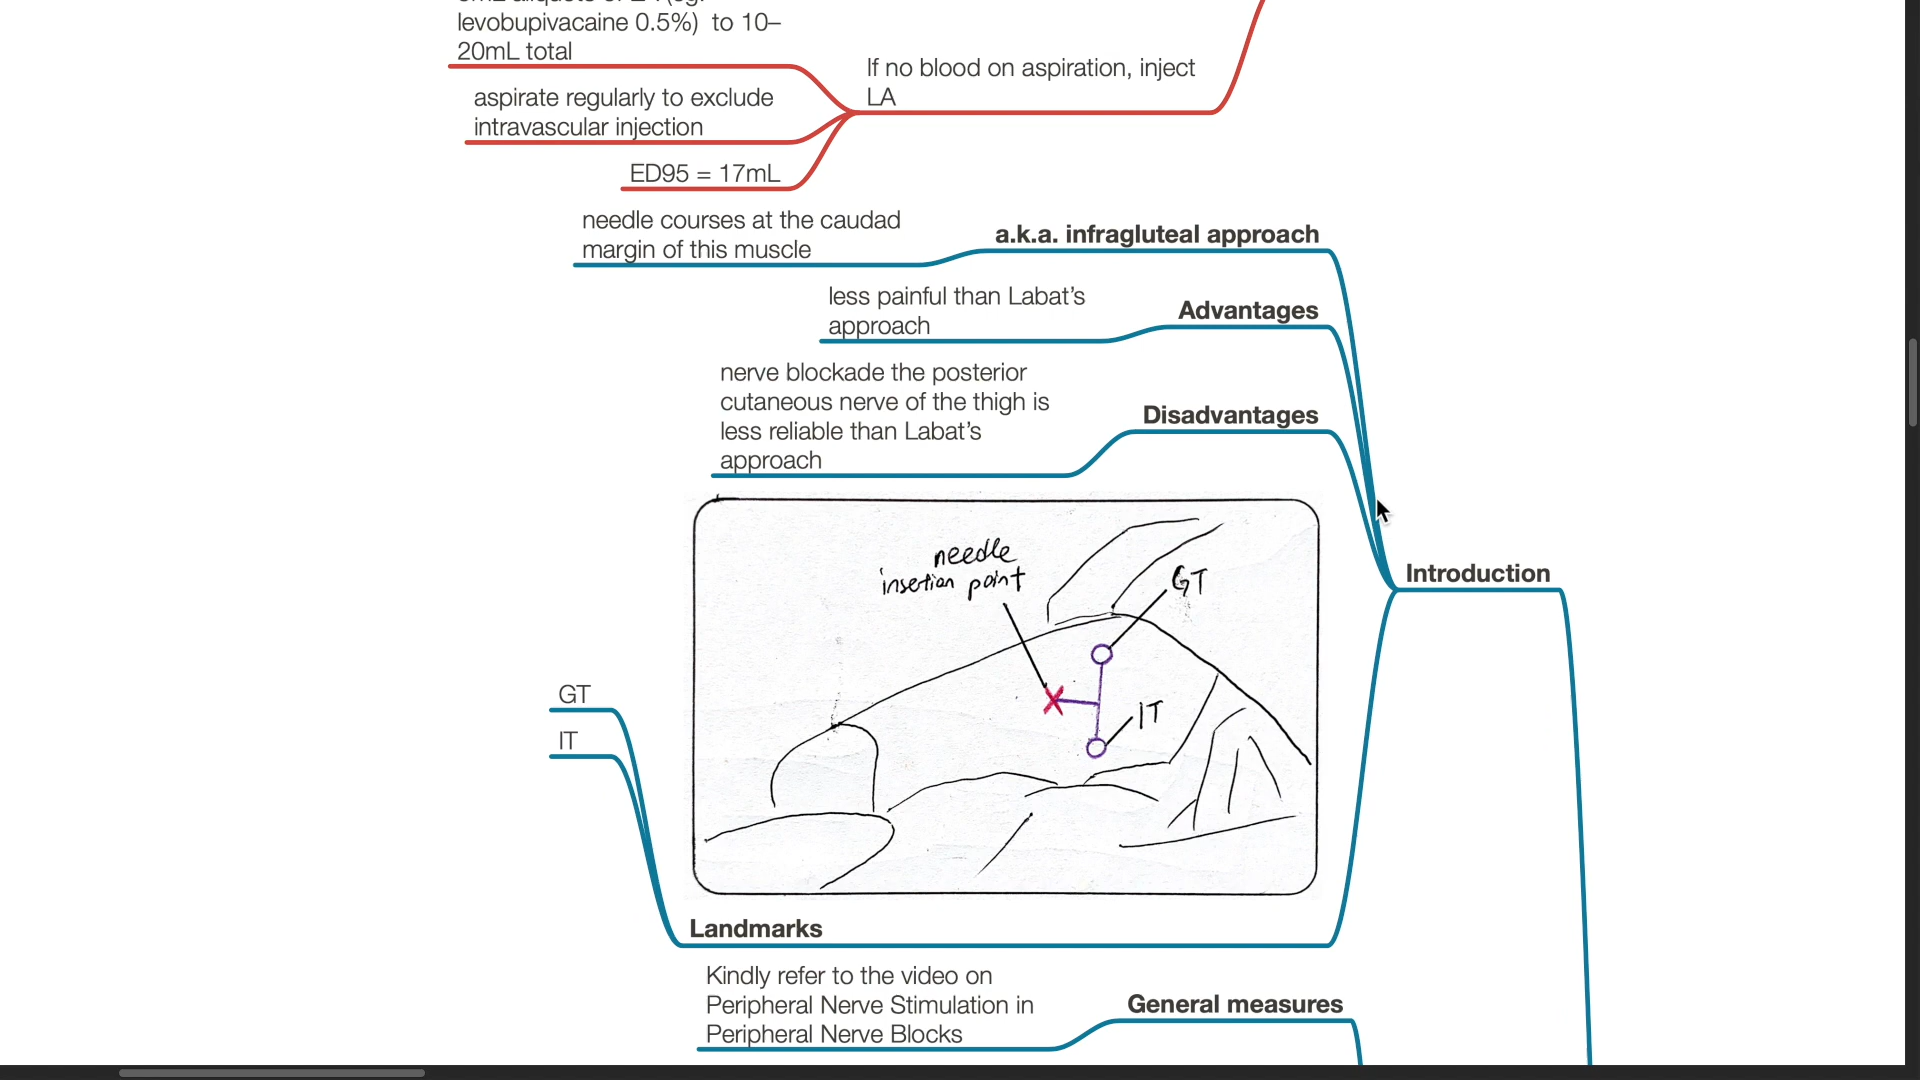 levobupivacaine 0.5%)  to 10–
20mL total
If no blood on aspiration, inject
LA
aspirate regularly to exclude
intravascular injection
ED95 = 17mL
needle courses at the caudad
margin of this muscle
a.k.a. infragluteal approach
less painful than Labat’s
approach
Advantages
nerve blockade the posterior
cutaneous nerve of the thigh is
less reliable than Labat’s
approach
Disadvantages
needle
insertion point
GT
IT
Introduction
GT
IT
Landmarks
Kindly refer to the video on
Peripheral Nerve Stimulation in
Peripheral Nerve Blocks
General measures